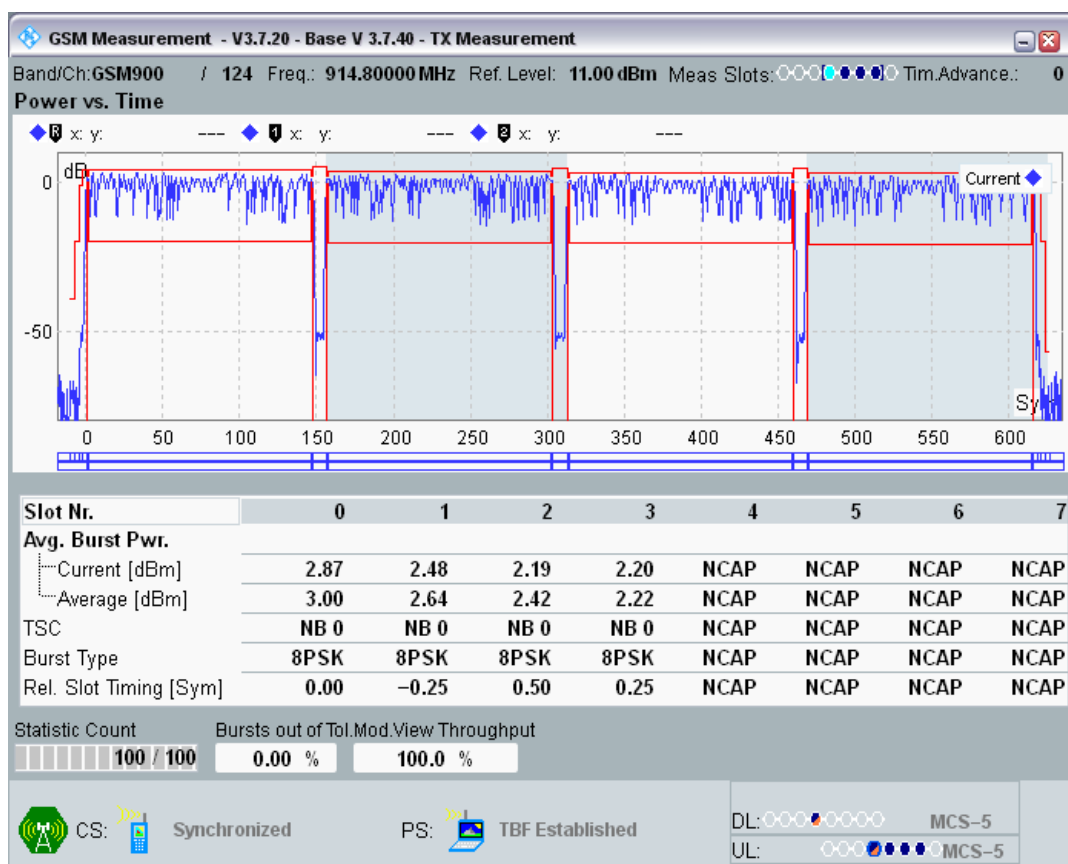 GSM Measurement - V3.7.20 - Base V 3.7.40 - TX Measurement
Band/Ch:GSM900 / 124 Freq.: 914.80000 MHz Ref. Level: 11.00 dBm Meas Slots: Tim.Advance.: 0
Power vs. Time
R x: y: --- 1 x: y: --- 2 x: y: ---
dB
Current
0
-50
Sy
0 50 100 150 200 250 300 350 400 450 500 550 600
Slot Nr. 0 1 2 3 4 5 6 7
Avg. Burst Pwr.
Current [dBm] 2.87 2.48 2.19 2.20 NCAP NCAP NCAP NCAP
Average [dBm] 3.00 2.64 2.42 2.22 NCAP NCAP NCAP NCAP
TSC NB 0 NB 0 NB 0 NB 0 NCAP NCAP NCAP NCAP
Burst Type 8PSK 8PSK 8PSK 8PSK NCAP NCAP NCAP NCAP
Rel. Slot Timing [Sym] 0.00 −0.25 0.50 0.25 NCAP NCAP NCAP NCAP
Statistic Count Bursts out of Tol. Mod.View Throughput
100 / 100 0.00 % 100.0 %
CS: Synchronized PS: TBF Established
DL: MCS−5
UL: MCS−5